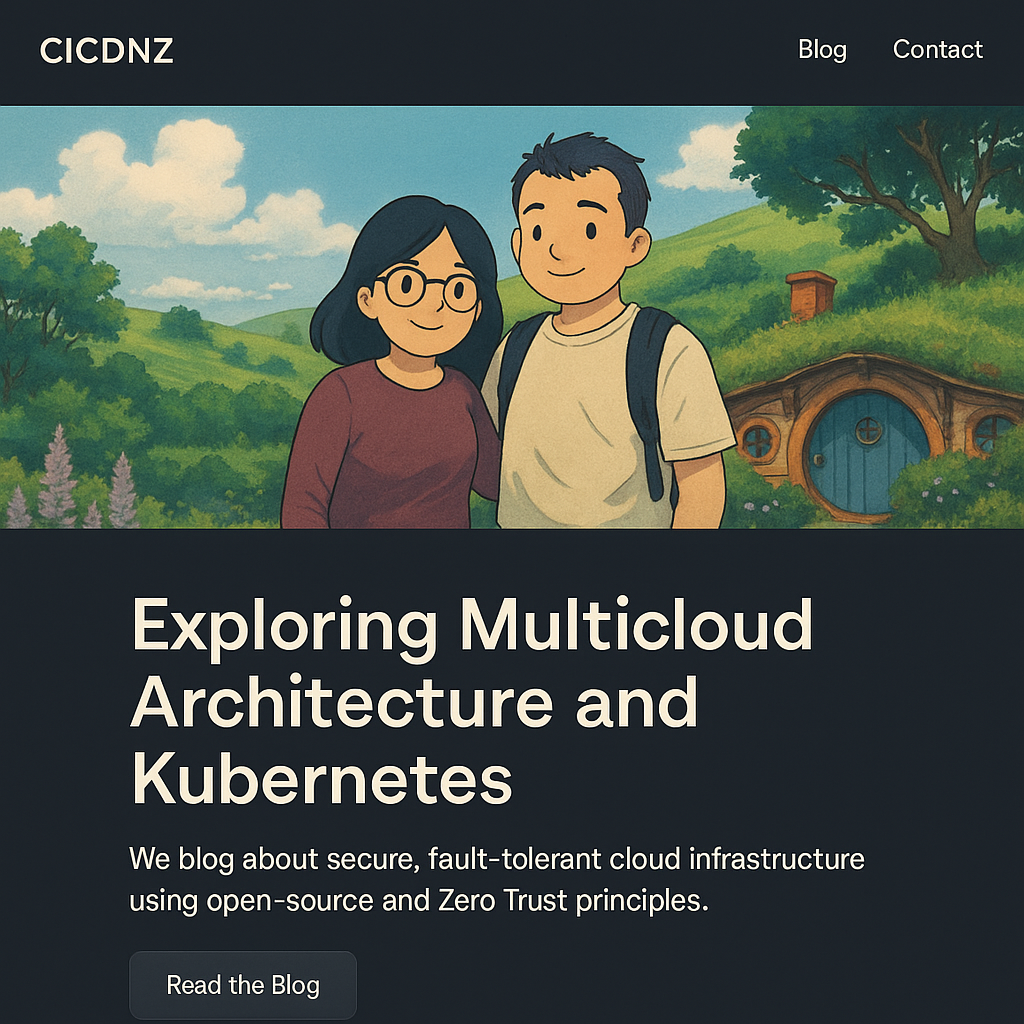 CICDNZ
Blog
Contact
Exploring Multicloud
Architecture and
Kubernetes
We blog about secure, fault-tolerant cloud infrastructure
using open-source and Zero Trust principles.
Read the Blog